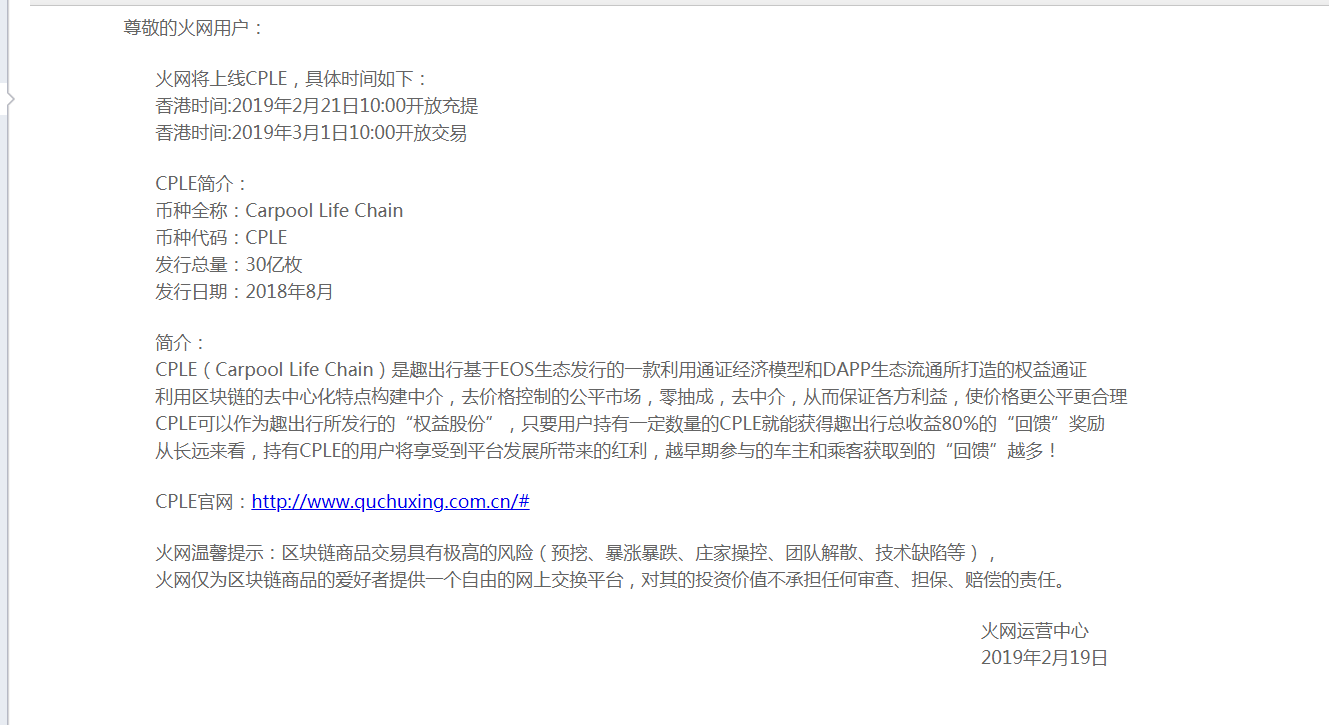 尊敬的火网用户：
火网将上线CPLE，具体时间如下：
香港时间:2019年2月21日10:00开放充提
香港时间:2019年3月1日10:00开放交易
CPLE简介：
币种全称：Carpool Life Chain
币种代码：CPLE
发行总量：30亿枚
发行日期：2018年8月
简介：
CPLE（Carpool Life Chain）是趣出行基于EOS生态发行的一款利用通证经济模型和DAPP生态流通所打造的权益通证
利用区块链的去中心化特点构建中介，去价格控制的公平市场，零抽成，去中介，从而保证各方利益，使价格更公平更合理
CPLE可以作为趣出行所发行的“权益股份”，只要用户持有一定数量的CPLE就能获得趣出行总收益80%的“回馈”奖励
从长远来看，持有CPLE的用户将享受到平台发展所带来的红利，越早期参与的车主和乘客获取到的“回馈”越多！
CPLE官网：http://www.quchuxing.com.cn/#
火网温馨提示：区块链商品交易具有极高的风险（预挖、暴涨暴跌、庄家操控、团队解散、技术缺陷等），
火网仅为区块链商品的爱好者提供一个自由的网上交换平台，对其的投资价值不承担任何审查、担保、赔偿的责任。
火网运营中心
2019年2月19日